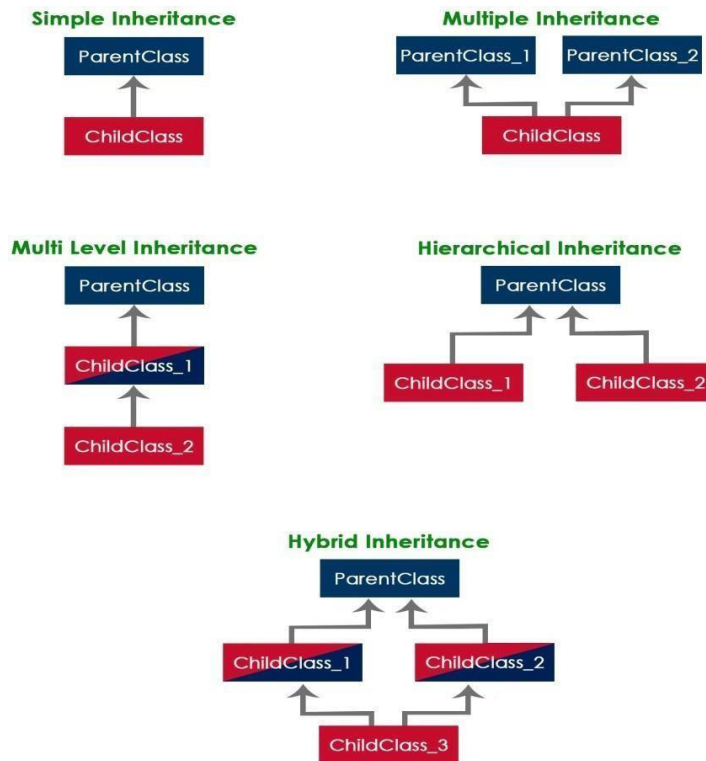 Simple Inheritance
ParentClass
ChildClass
Multiple Inheritance
ParentClass_1 ParentClass_2
ChildClass
Multi Level Inheritance
ParentClass
ChildClass_1
ChildClass_2
Hierarchical Inheritance
ParentClass
ChildClass_1 ChildClass_2
Hybrid Inheritance
ParentClass
ChildClass_1 ChildClass_2
ChildClass_3